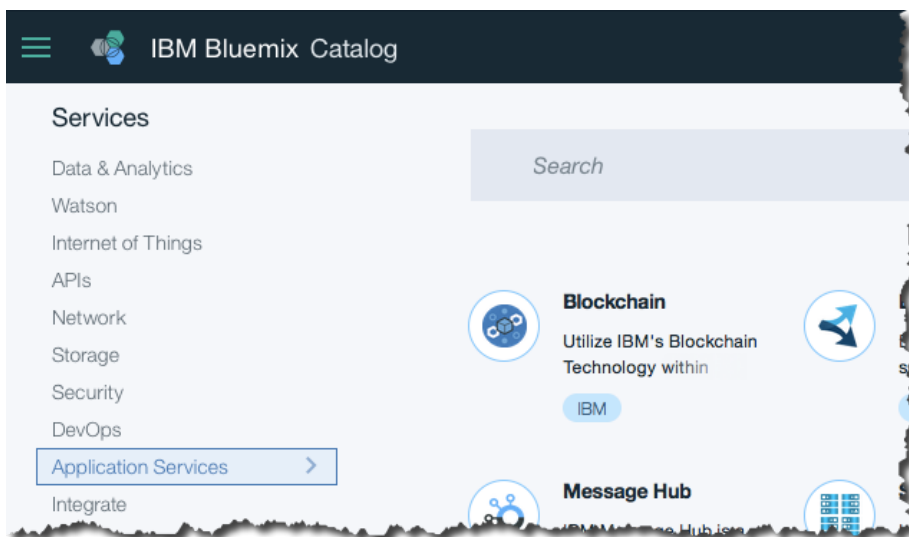 IBM Bluemix Catalog
Services
Data & Analytics
Watson
Internet of Things
APIs
Network
Storage
Security
DevOps
Application Services
Integrate
Search
Blockchain
Utilize IBM's Blockchain
Technology within
IBM
Message Hub